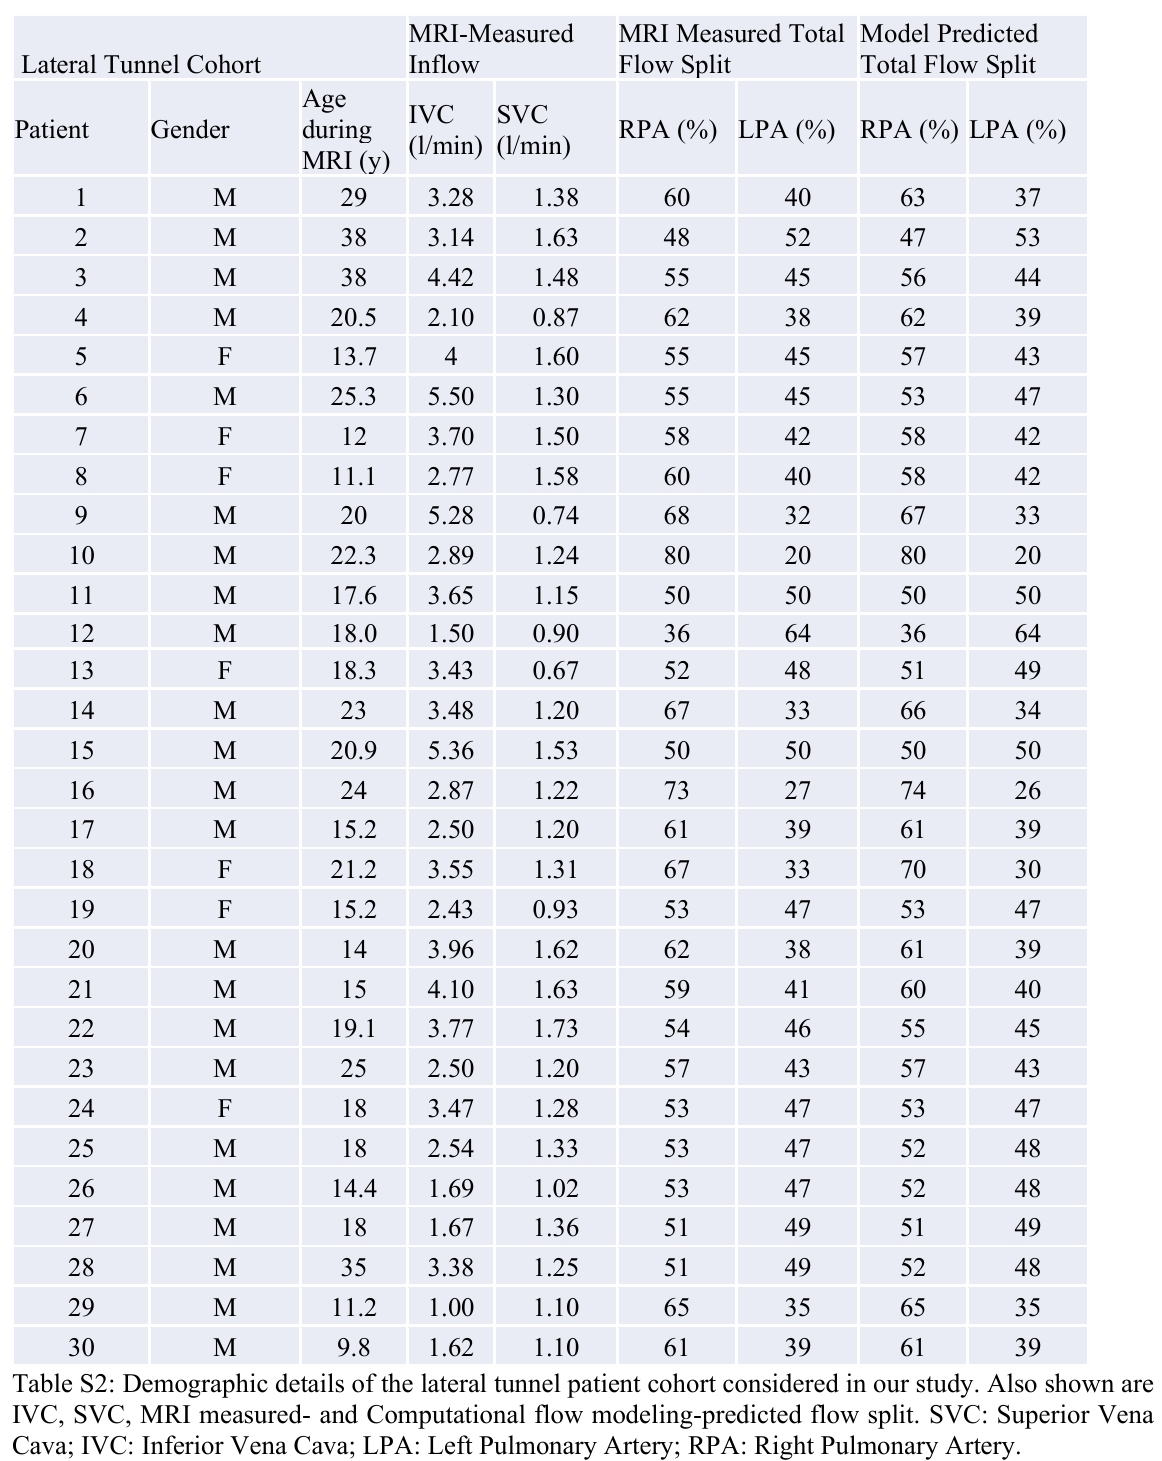 Lateral Tunnel Cohort MRI-Measured Inflow MRI Measured Total Flow Split Model Predicted Total Flow Split
Patient Gender Age during MRI (y) IVC (l/min) SVC (l/min) RPA (%) LPA (%) RPA (%) LPA (%)
1 M 29 3.28 1.38 60 40 63 37
2 M 38 3.14 1.63 48 52 47 53
3 M 38 4.42 1.48 55 45 56 44
4 M 20.5 2.10 0.87 62 38 62 39
5 F 13.7 4 1.60 55 45 57 43
6 M 25.3 5.50 1.30 55 45 53 47
7 F 12 3.70 1.50 58 42 58 42
8 F 11.1 2.77 1.58 60 40 58 42
9 M 20 5.28 0.74 68 32 67 33
10 M 22.3 2.89 1.24 80 20 80 20
11 M 17.6 3.65 1.15 50 50 50 50
12 M 18.0 1.50 0.90 36 64 36 64
13 F 18.3 3.43 0.67 52 48 51 49
14 M 23 3.48 1.20 67 33 66 34
15 M 20.9 5.36 1.53 50 50 50 50
16 M 24 2.87 1.22 73 27 74 26
17 M 15.2 2.50 1.20 61 39 61 39
18 F 21.2 3.55 1.31 67 33 70 30
19 F 15.2 2.43 0.93 53 47 53 47
20 M 14 3.96 1.62 62 38 61 39
21 M 15 4.10 1.63 59 41 60 40
22 M 19.1 3.77 1.73 54 46 55 45
23 M 25 2.50 1.20 57 43 57 43
24 F 18 3.47 1.28 53 47 53 47
25 M 18 2.54 1.33 53 47 52 48
26 M 14.4 1.69 1.02 53 47 52 48
27 M 18 1.67 1.36 51 49 51 49
28 M 35 3.38 1.25 51 49 52 48
29 M 11.2 1.00 1.10 65 35 65 35
30 M 9.8 1.62 1.10 61 39 61 39
Table S2: Demographic details of the lateral tunnel patient cohort considered in our study. Also shown are
IVC, SVC, MRI measured- and Computational flow modeling-predicted flow split. SVC: Superior Vena
Cava; IVC: Inferior Vena Cava; LPA: Left Pulmonary Artery; RPA: Right Pulmonary Artery.